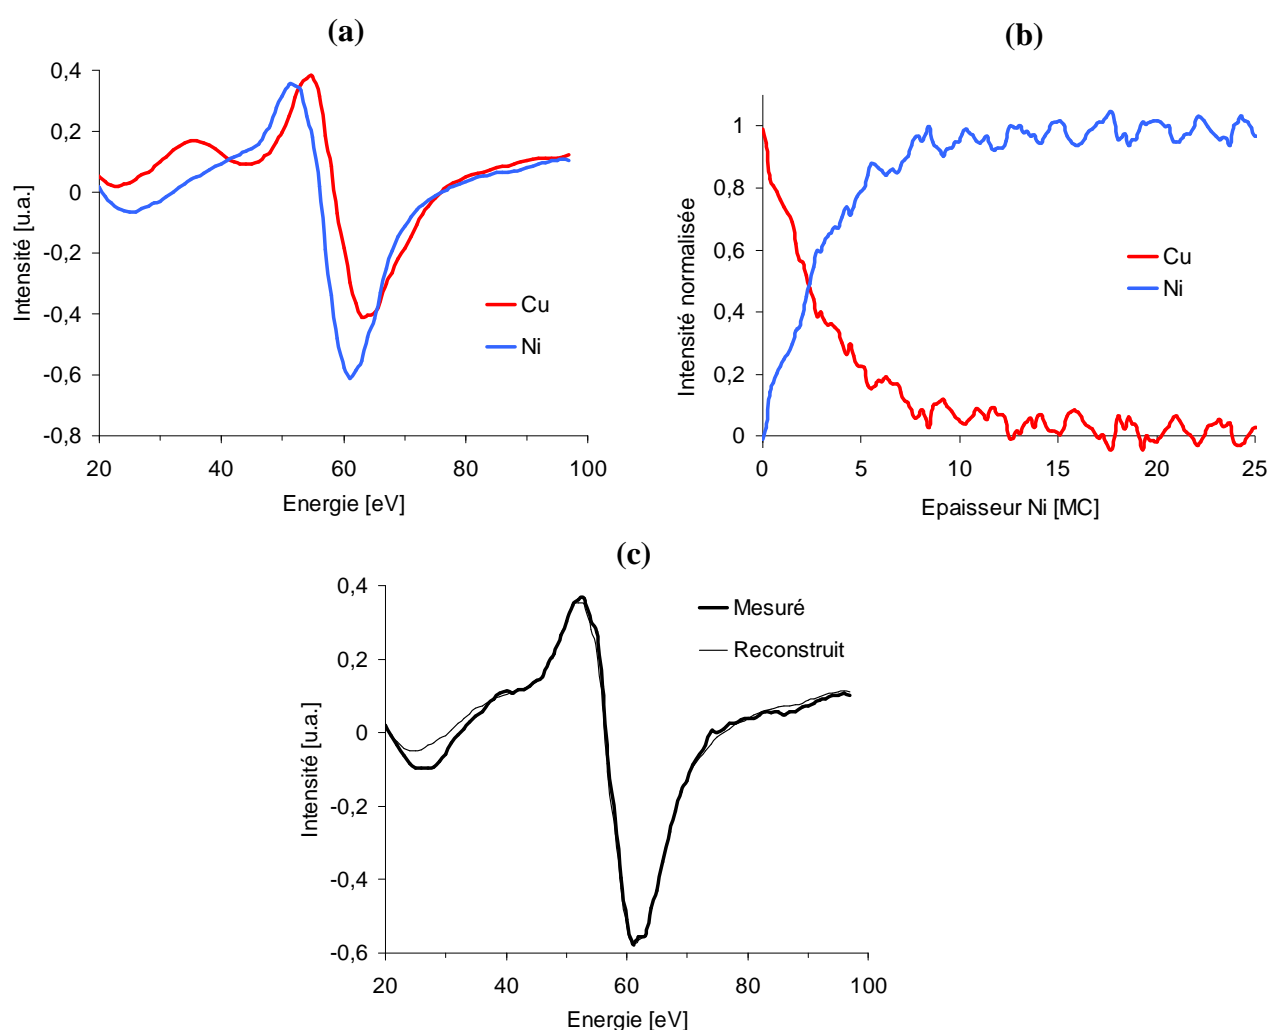 (a)
0,4
0,2
0
-0,2
-0,4
-0,6
-0,8
20
40
60
80
100
Intensité [u.a.]
Energie [eV]
Cu
Ni
(b)
1
0,8
0,6
0,4
0,2
0
0
5
10
15
20
25
Intensité normalisée
Epaisseur Ni [MC]
Cu
Ni
(c)
0,4
0,2
0
-0,2
-0,4
-0,6
20
40
60
80
100
Intensité [u.a.]
Energie [eV]
Mesuré
Reconstruit